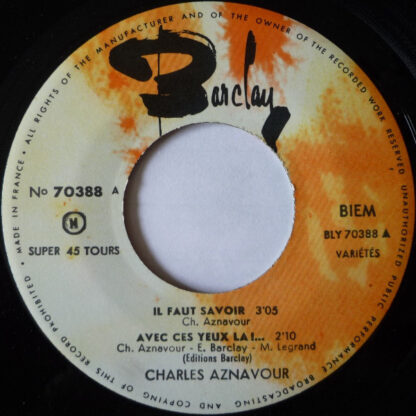 • ALL RIGHTS OF THE MANUFACTURER AND OF THE OWNER OF THE RECORDED WORK RESERVED • UNAUTHORIZED PUBLIC PERFORMANCE BROADCASTING AND COPYING OF THIS RECORD PROHIBITED • MADE IN FRANCE
Barclay
Nº 70388 A
M
SUPER 45 TOURS
BIEM
BLY 70388 A
VARIÉTÉS
IL FAUT SAVOIR 3'05
Ch. Aznavour
AVEC CES YEUX LA !... 2'10
Ch. Aznavour - E. Barclay - M. Legrand
(Editions Barclay)
CHARLES AZNAVOUR